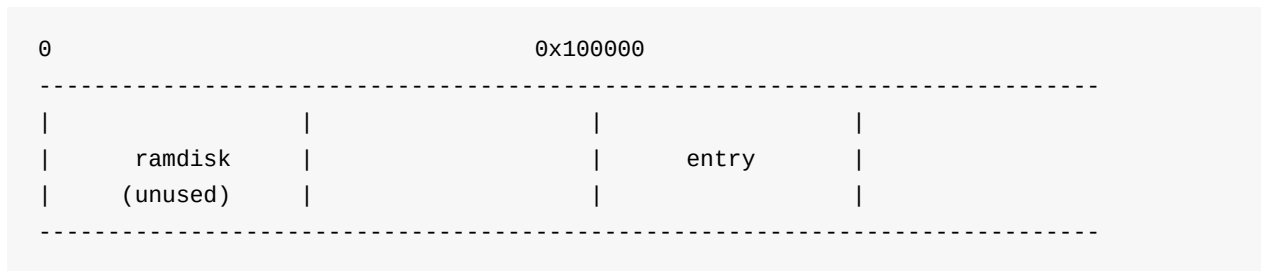 0                                   0x100000
-----------------------------------------------------------------------------
|                   |                    |                  |
|      ramdisk      |                    |      entry       |
|     (unused)      |                    |                  |
-----------------------------------------------------------------------------